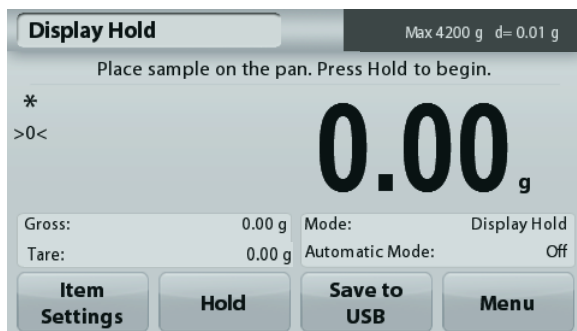 Display Hold
Max 4200 g d= 0.01 g
Place sample on the pan. Press Hold to begin.
*
>0<
0.00 g
Gross: 0.00 g
Tare: 0.00 g
Mode: Display Hold
Automatic Mode: Off
Item Settings
Hold
Save to USB
Menu